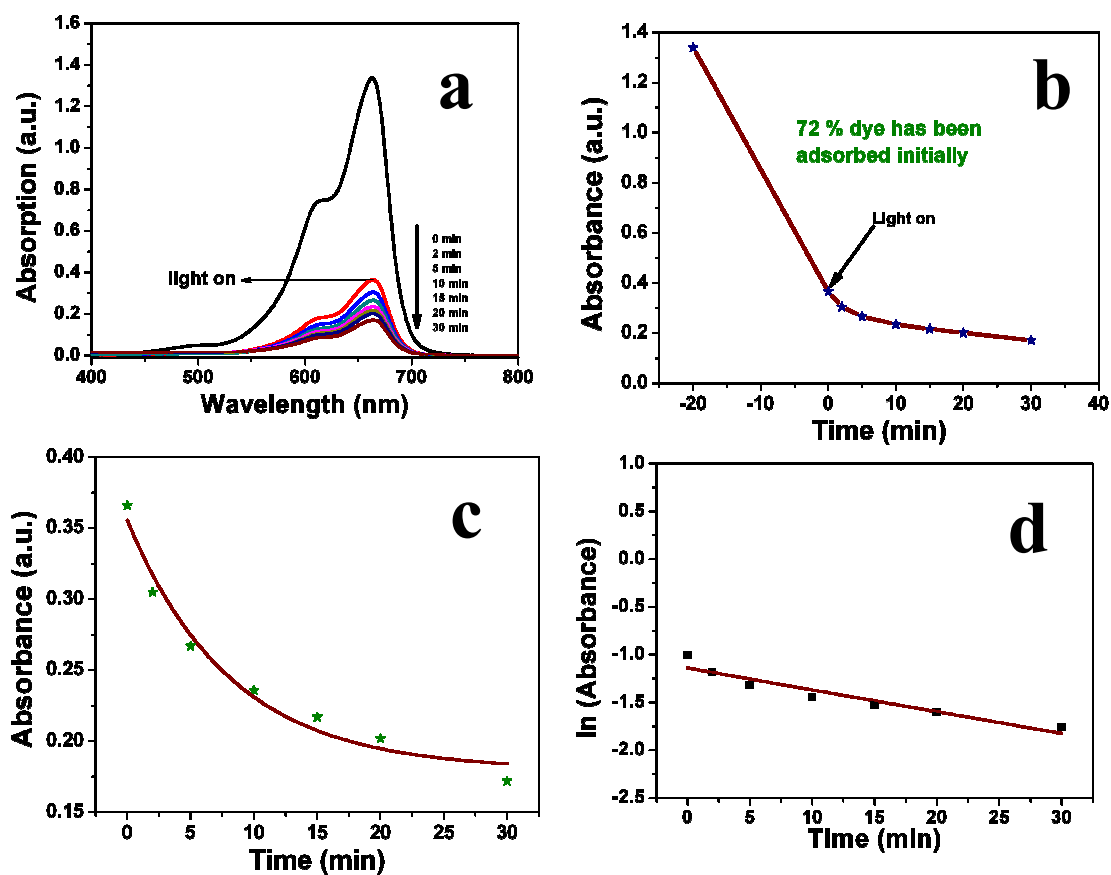 1.6
1.4
1.2
1.0
0.8
0.6
0.4
0.2
0.0
400
500
600
700
800
Absorption (a.u.)
Wavelength (nm)
a
light on
0 min
2 min
5 min
10 min
15 min
20 min
30 min
1.4
1.2
1.0
0.8
0.6
0.4
0.2
0.0
-20
-10
0
10
20
30
40
Absorbance (a.u.)
Time (min)
b
72 % dye has been
adsorbed initially
Light on
0.40
0.35
0.30
0.25
0.20
0.15
0
5
10
15
20
25
30
Absorbance (a.u.)
Time (min)
c
1.0
0.5
0.0
-0.5
-1.0
-1.5
-2.0
-2.5
0
5
10
15
20
25
30
ln (Absorbance)
Time (min)
d